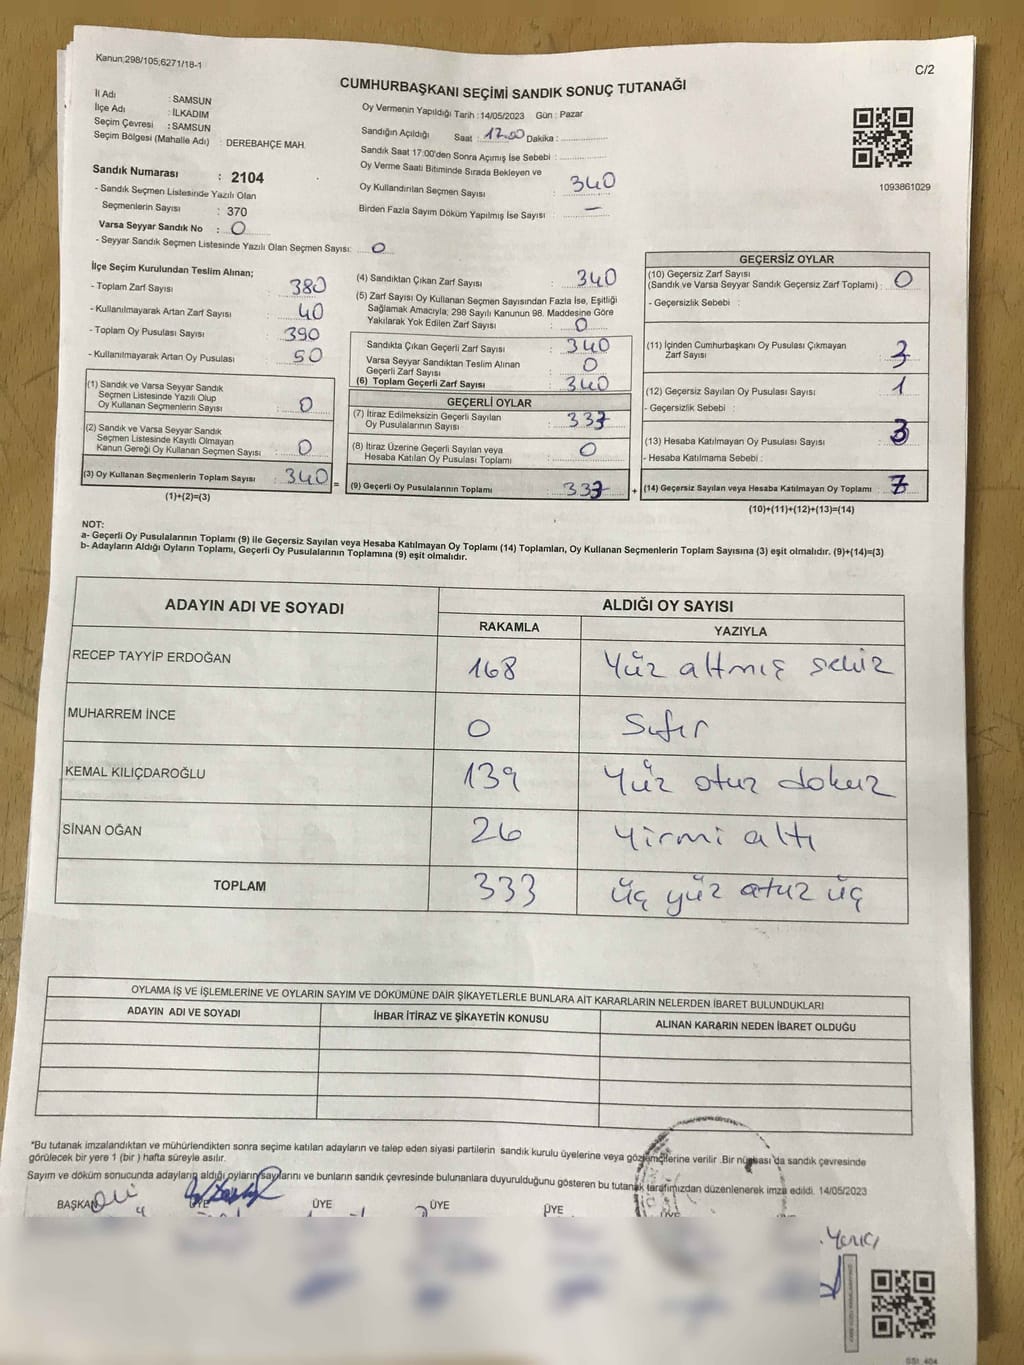 Kanun;298/105;6271/18-1
C/2
CUMHURBAŞKANI SEÇİMİ SANDIK SONUÇ TUTANAĞI
İl Adı : SAMSUN
İlçe Adı : İLKADIM
Seçim Çevresi : SAMSUN
Seçim Bölgesi (Mahalle Adı) : DEREBAHÇE MAH.
Sandık Numarası : 2104
- Sandık Seçmen Listesinde Yazılı Olan
Seçmenlerin Sayısı : 370
Varsa Seyyar Sandık No : 0
- Seyyar Sandık Seçmen Listesinde Yazılı Olan Seçmen Sayısı: 0
Oy Vermenin Yapıldığı Tarih :14/05/2023 Gün : Pazar
Sandığın Açıldığı Saat : 17.00 Dakika :
Sandık Saat 17:00'den Sonra Açımış İse Sebebi :
Oy Verme Saati Bitiminde Sırada Bekleyen ve
Oy Kullandırılan Seçmen Sayısı : 340
Birden Fazla Sayım Döküm Yapılmış İse Sayısı : —
1093861029
İlçe Seçim Kurulundan Teslim Alınan;
- Toplam Zarf Sayısı : 380
- Kullanılmayarak Artan Zarf Sayısı : 40
- Toplam Oy Pusulası Sayısı : 390
- Kullanılmayarak Artan Oy Pusulası : 50
(1) Sandık ve Varsa Seyyar Sandık
Seçmen Listesinde Yazılı Olup
Oy Kullanan Seçmenlerin Sayısı : 0
(2) Sandık ve Varsa Seyyar Sandık
Seçmen Listesinde Kayıtlı Olmayan
Kanun Gereği Oy Kullanan Seçmen Sayısı : 0
(3) Oy Kullanan Seçmenlerin Toplam Sayısı : 340
(1)+(2)=(3)
(4) Sandıktan Çıkan Zarf Sayısı : 340
(5) Zarf Sayısı Oy Kullanan Seçmen Sayısından Fazla İse, Eşitliği
Sağlamak Amacıyla; 298 Sayılı Kanunun 98. Maddesine Göre
Yakılarak Yok Edilen Zarf Sayısı : 0
Sandıkta Çıkan Geçerli Zarf Sayısı : 340
Varsa Seyyar Sandıktan Teslim Alınan
Geçerli Zarf Sayısı : 0
(6) Toplam Geçerli Zarf Sayısı : 340
GEÇERLİ OYLAR
(7) İtiraz Edilmeksizin Geçerli Sayılan
Oy Pusulalarının Sayısı : 333
(8) İtiraz Üzerine Geçerli Sayılan veya
Hesaba Katılan Oy Pusulası Toplamı : 0
= (9) Geçerli Oy Pusulalarının Toplamı : 333 +
GEÇERSİZ OYLAR
(10) Geçersiz Zarf Sayısı
(Sandık ve Varsa Seyyar Sandık Geçersiz Zarf Toplamı) : 0
- Geçersizlik Sebebi :
(11) İçinden Cumhurbaşkanı Oy Pusulası Çıkmayan
Zarf Sayısı : 3
(12) Geçersiz Sayılan Oy Pusulası Sayısı : 1
- Geçersizlik Sebebi :
(13) Hesaba Katılmayan Oy Pusulası Sayısı : 3
- Hesaba Katılmama Sebebi :
(14) Geçersiz Sayılan veya Hesaba Katılmayan Oy Toplamı : 7
(10)+(11)+(12)+(13)=(14)
NOT:
a- Geçerli Oy Pusulalarının Toplamı (9) ile Geçersiz Sayılan veya Hesaba Katılmayan Oy Toplamı (14) Toplamları, Oy Kullanan Seçmenlerin Toplam Sayısına (3) eşit olmalıdır. (9)+(14)=(3)
b- Adayların Aldığı Oyların Toplamı, Geçerli Oy Pusulalarının Toplamına (9) eşit olmalıdır.
ADAYIN ADI VE SOYADI
ALDIĞI OY SAYISI
RAKAMLA YAZIYLA
RECEP TAYYİP ERDOĞAN 168 Yüz altmış sekiz
MUHARREM İNCE 0 Sıfır
KEMAL KILIÇDAROĞLU 139 Yüz otuz dokuz
SİNAN OĞAN 26 Yirmi altı
TOPLAM 333 üç yüz otuz üç
OYLAMA İŞ VE İŞLEMLERİNE VE OYLARIN SAYIM VE DÖKÜMÜNE DAİR ŞİKAYETLERLE BUNLARA AİT KARARLARIN NELERDEN İBARET BULUNDUKLARI
ADAYIN ADI VE SOYADI İHBAR İTİRAZ VE ŞİKAYETİN KONUSU ALINAN KARARIN NEDEN İBARET OLDUĞU
*Bu tutanak imzalandıktan ve mühürlendikten sonra seçime katılan adayların ve talep eden siyasi partilerin sandık kurulu üyelerine veya gözlemcilerine verilir .Bir nüshası da sandık çevresinde
görülecek bir yere 1 (bir ) hafta süreyle asılır.
Sayım ve döküm sonucunda adayların aldığı oyların sayılarını ve bunların sandık çevresinde bulunanlara duyurulduğunu gösteren bu tutanak tarafımızdan düzenlenerek imza edildi. 14/05/2023
BAŞKAN ÜYE ÜYE ÜYE ÜYE ÜYE